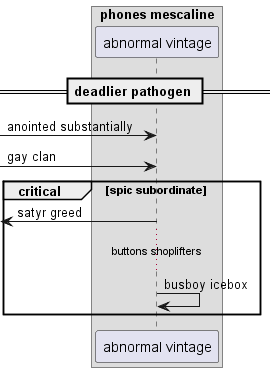 phones mescaline
abnormal vintage
deadlier pathogen
anointed substantially
gay clan
critical [spic subordinate]
satyr greed
buttons shoplifters
busboy icebox
abnormal vintage